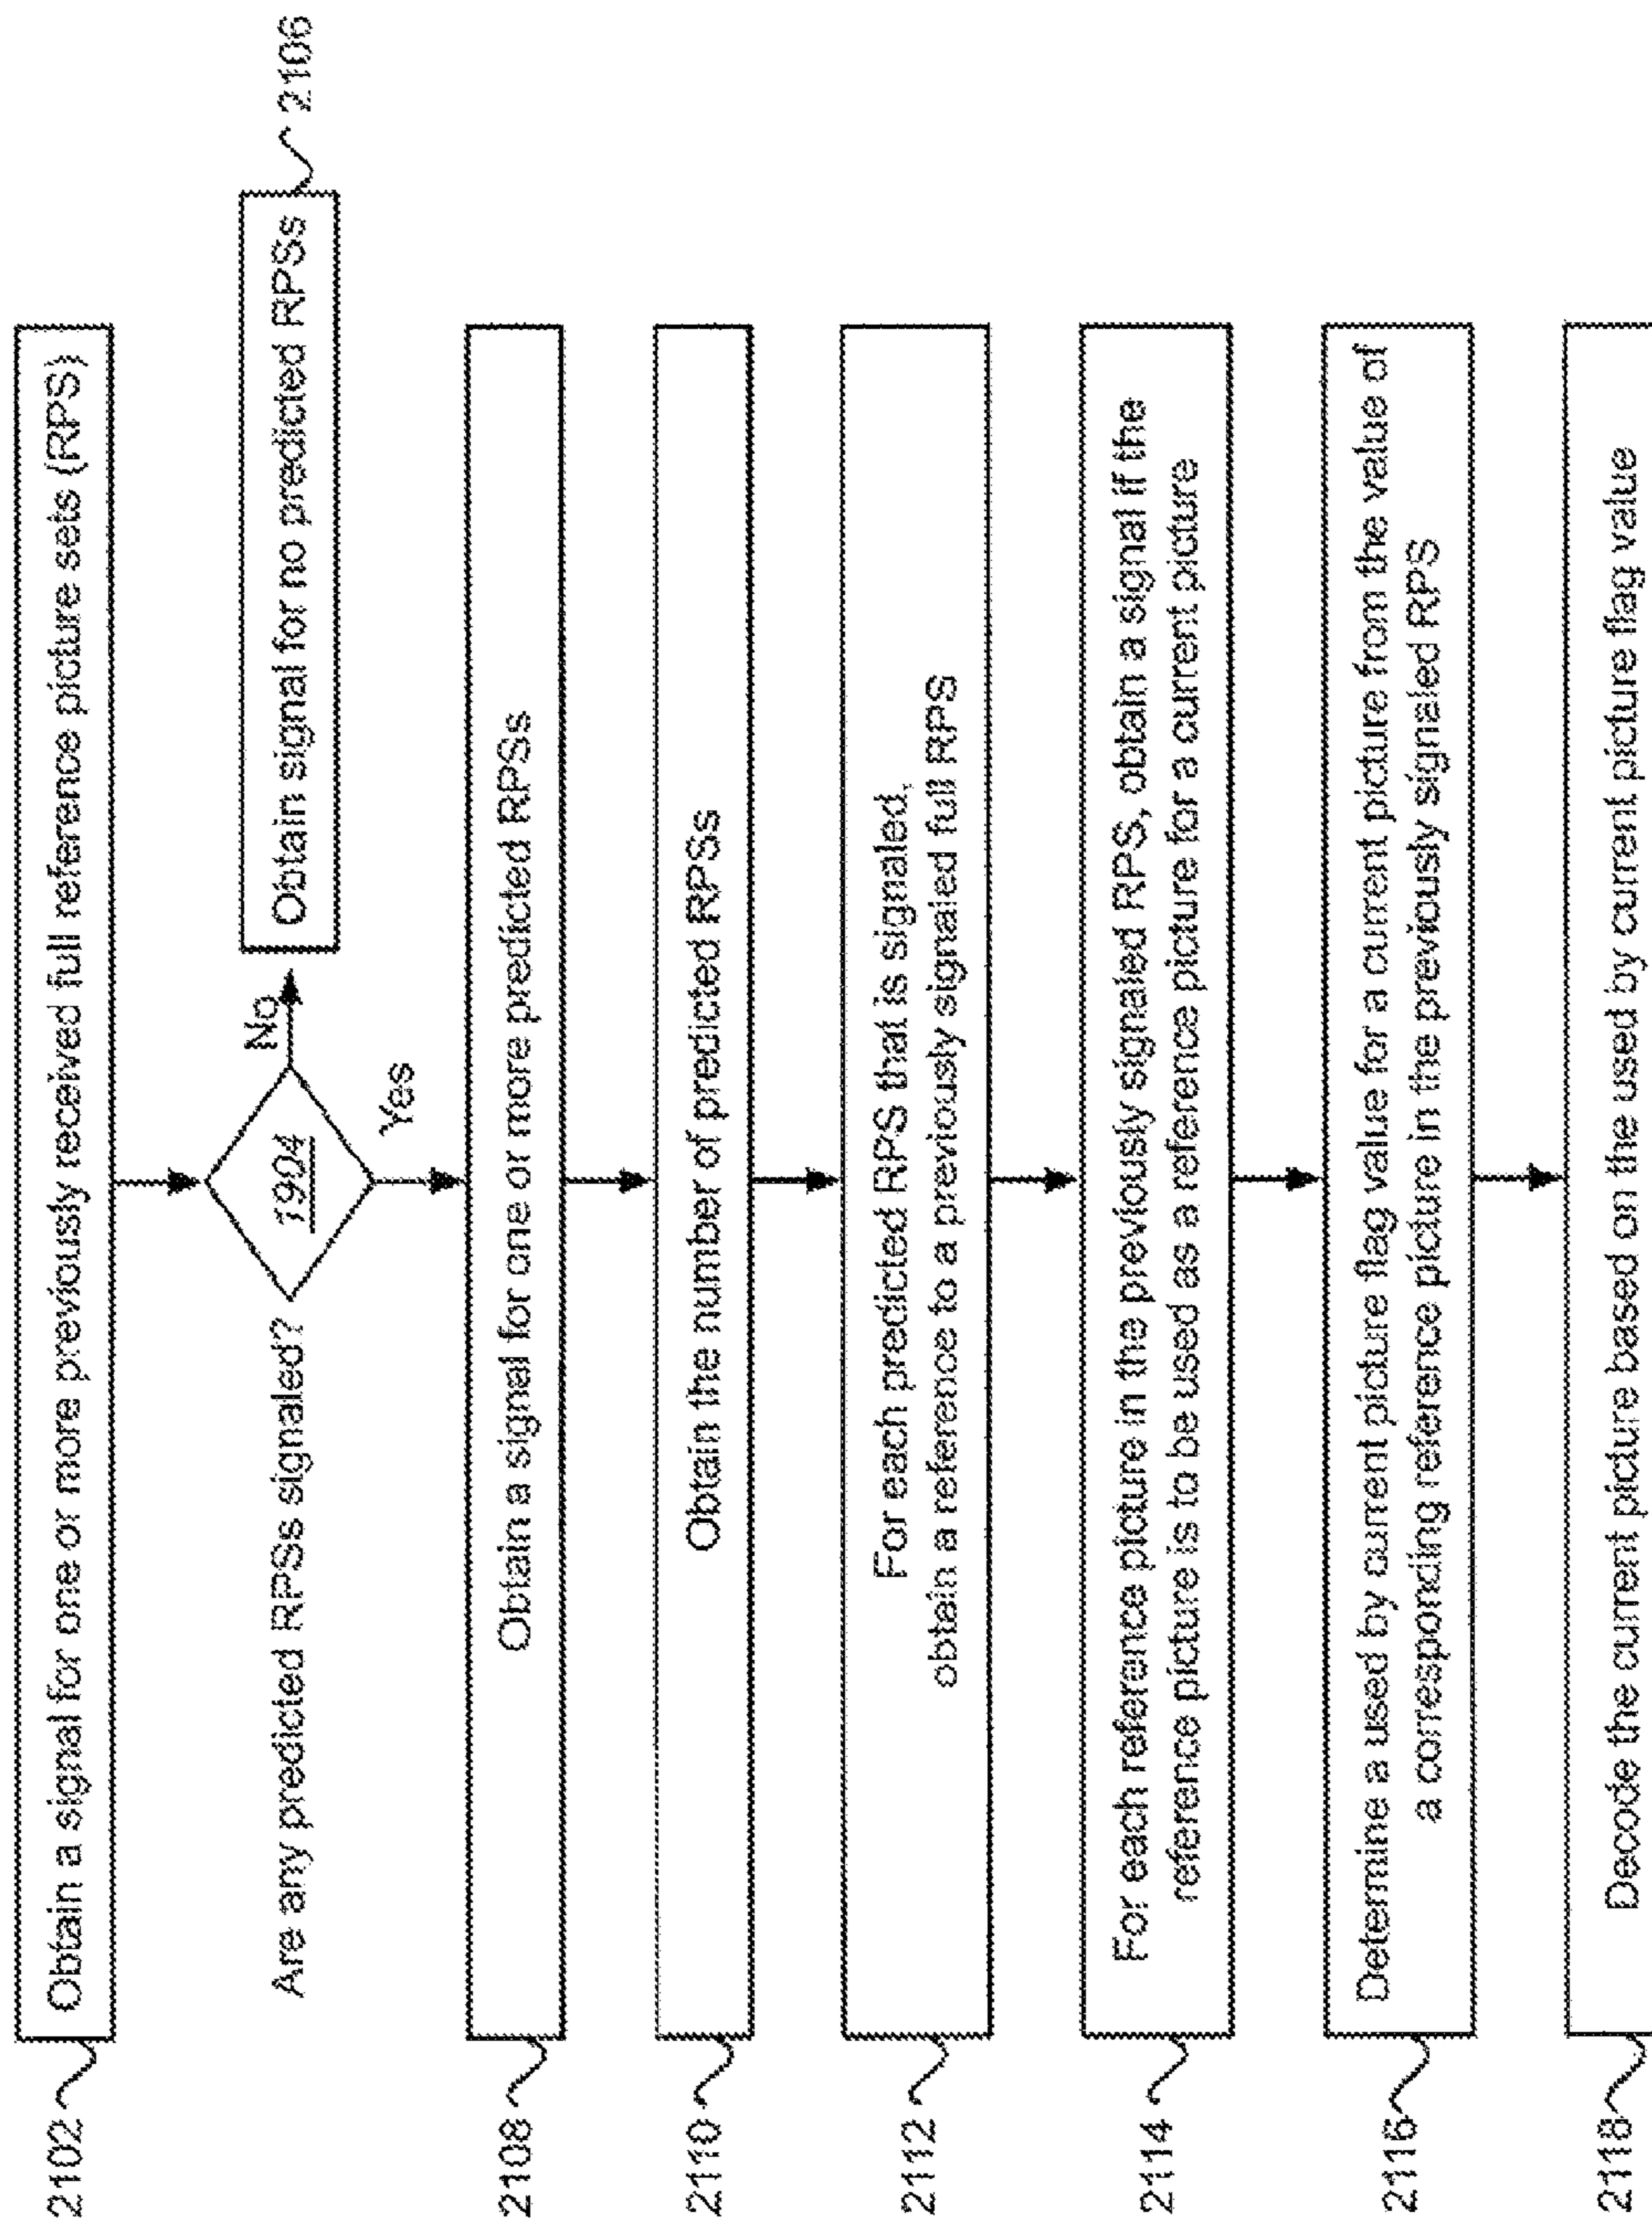 2102
Obtain a signal for one or more previously received full reference picture sets (RPS)
Are any predicted RPSs signaled?
1904
No
Obtain signal for no predicted RPSs
2106
Yes
2108
Obtain a signal for one or more predicted RPSs
2110
Obtain the number of predicted RPSs
2112
For each predicted RPS that is signaled,
obtain a reference to a previously signaled full RPS
2114
For each reference picture in the previously signaled RPS, obtain a signal if the
reference picture is to be used as a reference picture for a current picture
2116
Determine a used by current picture flag value for a current picture from the value of
a corresponding reference picture in the previously signaled RPS
2118
Decode the current picture based on the used by current picture flag value